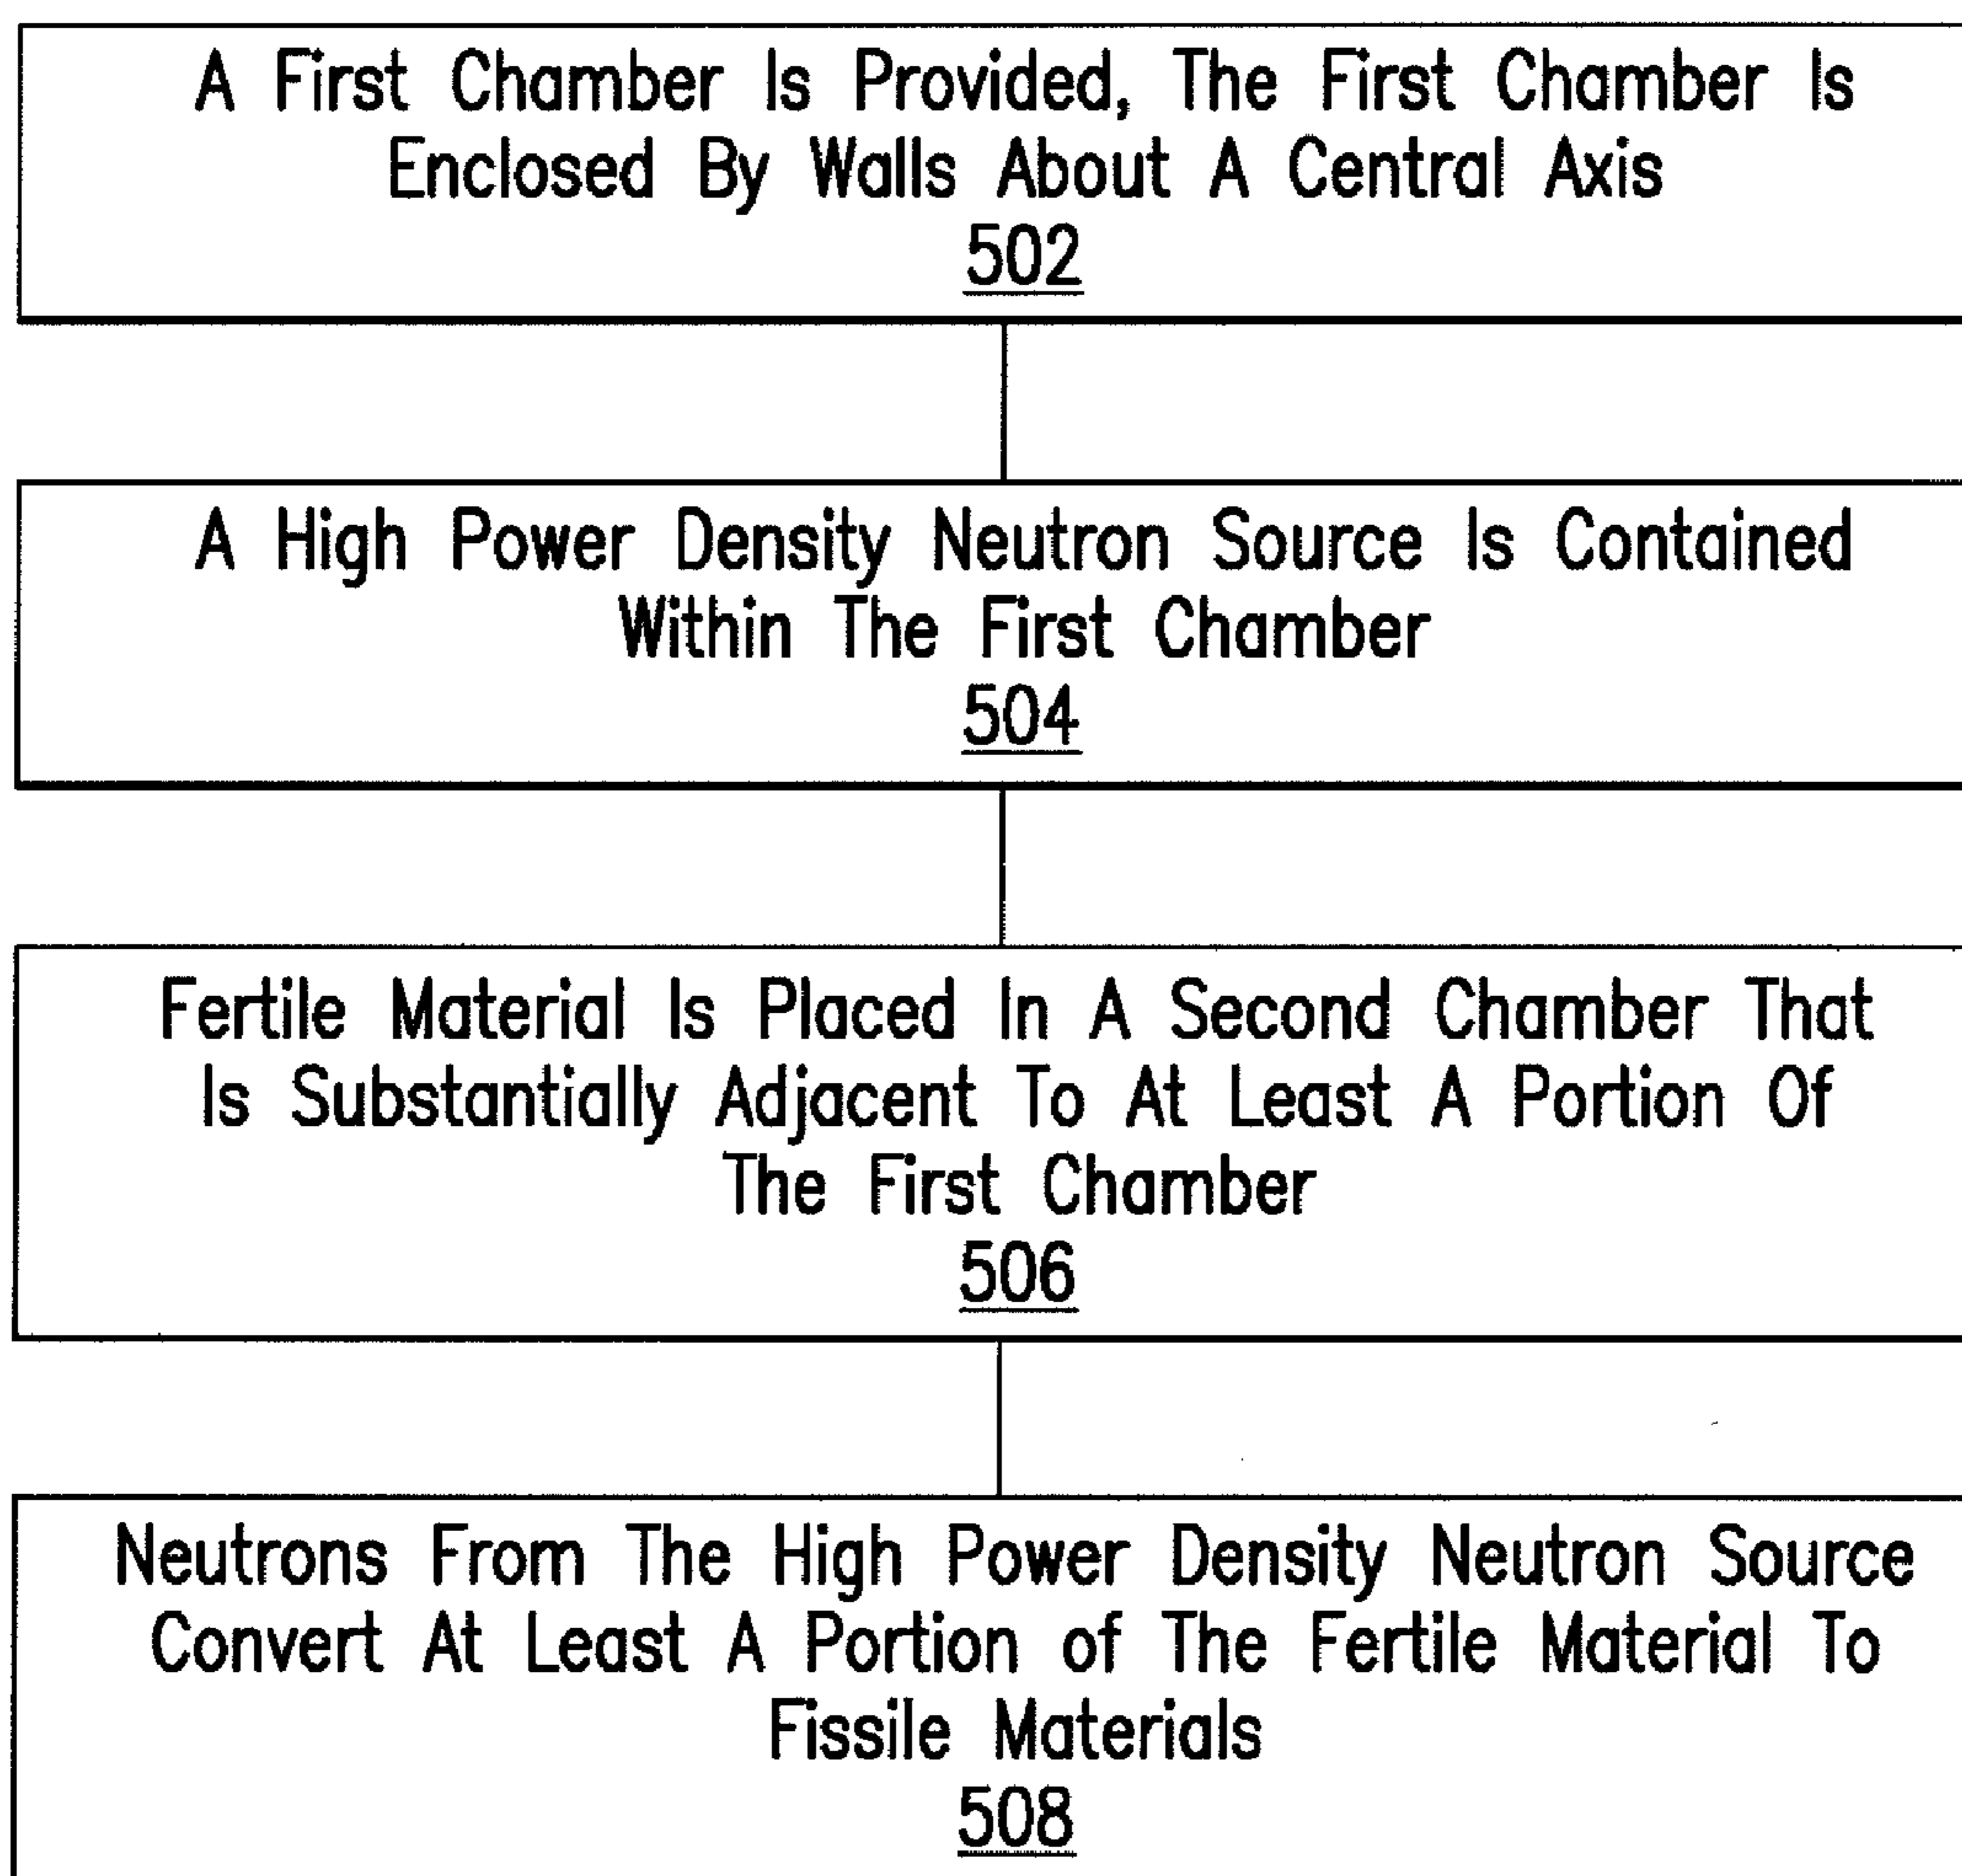 A First Chamber Is Provided, The First Chamber Is
Enclosed By Walls About A Central Axis
502
A High Power Density Neutron Source Is Contained
Within The First Chamber
504
Fertile Material Is Placed In A Second Chamber That
Is Substantially Adjacent To At Least A Portion Of
The First Chamber
506
Neutrons From The High Power Density Neutron Source
Convert At Least A Portion of The Fertile Material To
Fissile Materials
508